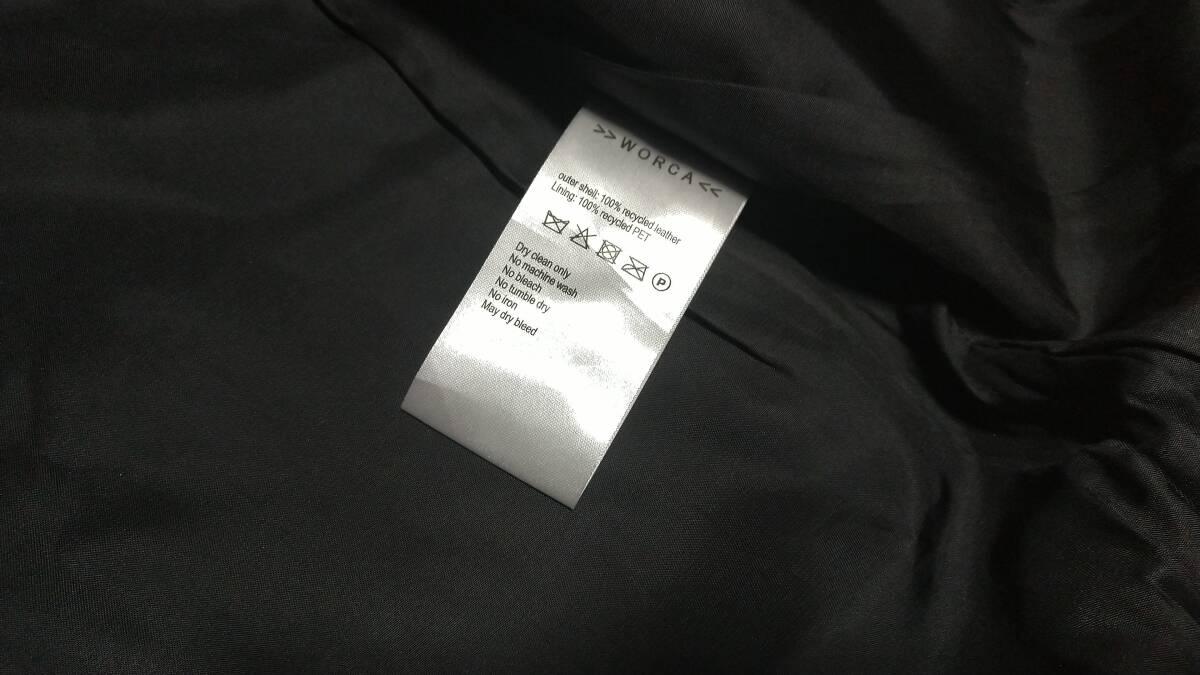 >>WORCA<<
outer shell: 100% recycled leather
Lining: 100% recycled PET
P
Dry clean only
No machine wash
No bleach
No tumble dry
No iron
May dry bleed